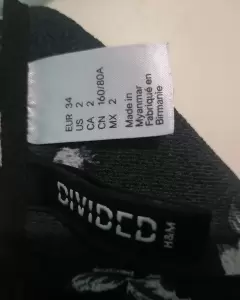 EUR 34
US 2
CA 2
CN 160/80A
MX 2
Made in
Myanmar
Fabriqué en
Birmanie
DIVIDED
H&M